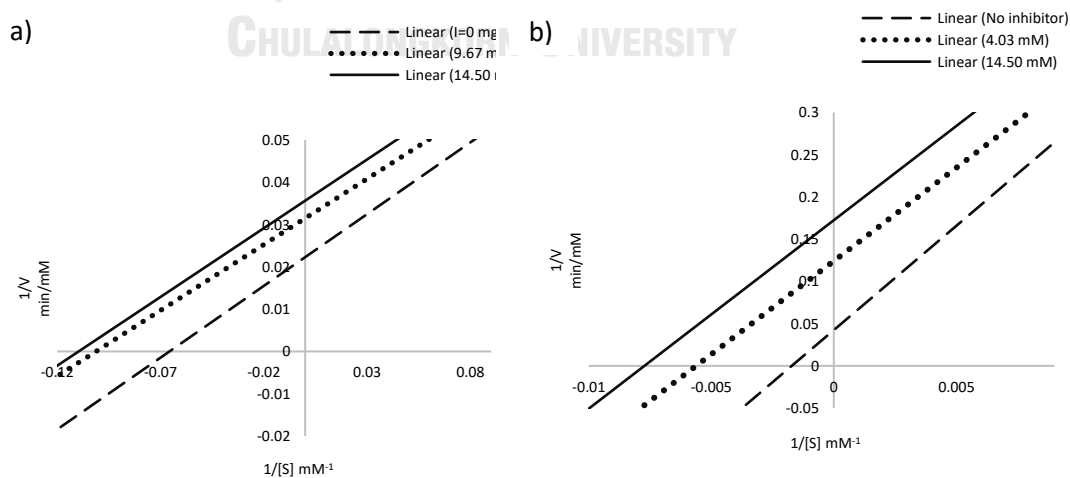 CHULALONGKORN UNIVERSITY
a)
Linear (I=0 mg
Linear (9.67 m
Linear (14.50
0.05
0.04
0.03
0.02
0.01
0
-0.01
-0.02
-0.12
-0.07
-0.02
0.03
0.08
1/V
min/mM
1/[S] mM-1
b)
Linear (No inhibitor)
Linear (4.03 mM)
Linear (14.50 mM)
0.3
0.25
0.2
0.15
0.1
0.05
0
-0.05
-0.01
-0.005
0
0.005
1/V
min/mM
1/[S] mM-1